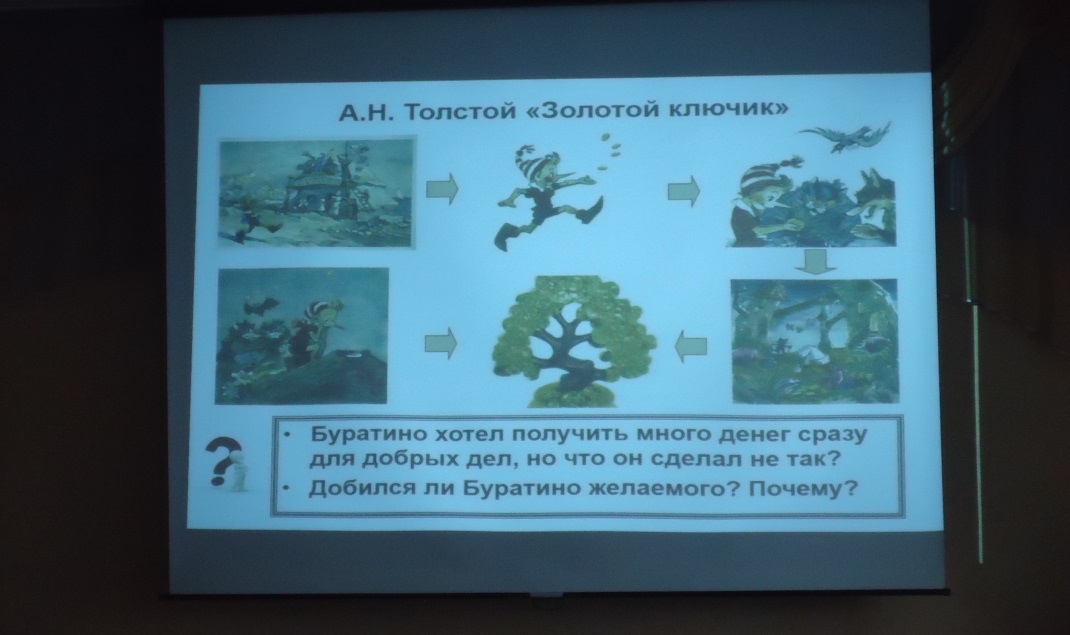 А.Н. Толстой «Золотой ключик»
• Буратино хотел получить много денег сразу
для добрых дел, но что он сделал не так?
• Добился ли Буратино желаемого? Почему?